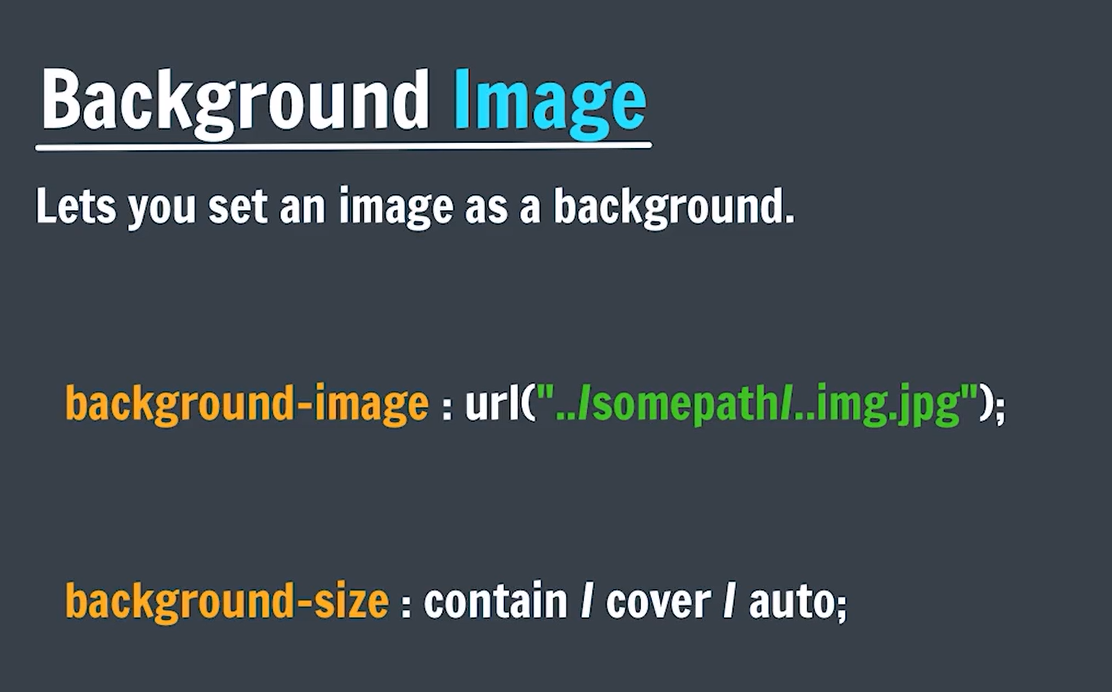 Background Image
Lets you set an image as a background.
background-image : url("../somepath/..img.jpg");
background-size : contain / cover / auto;